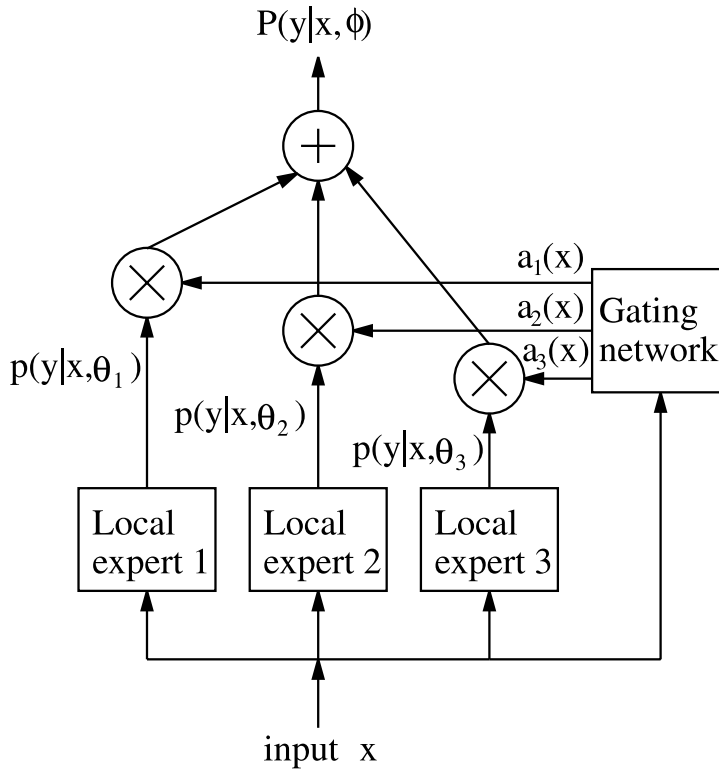 P(y|x,ϕ)
a₁(x)
a₂(x)
a₃(x)
Gating
network
p(y|x,θ₁)
p(y|x,θ₂)
p(y|x,θ₃)
Local
expert 1
Local
expert 2
Local
expert 3
input x